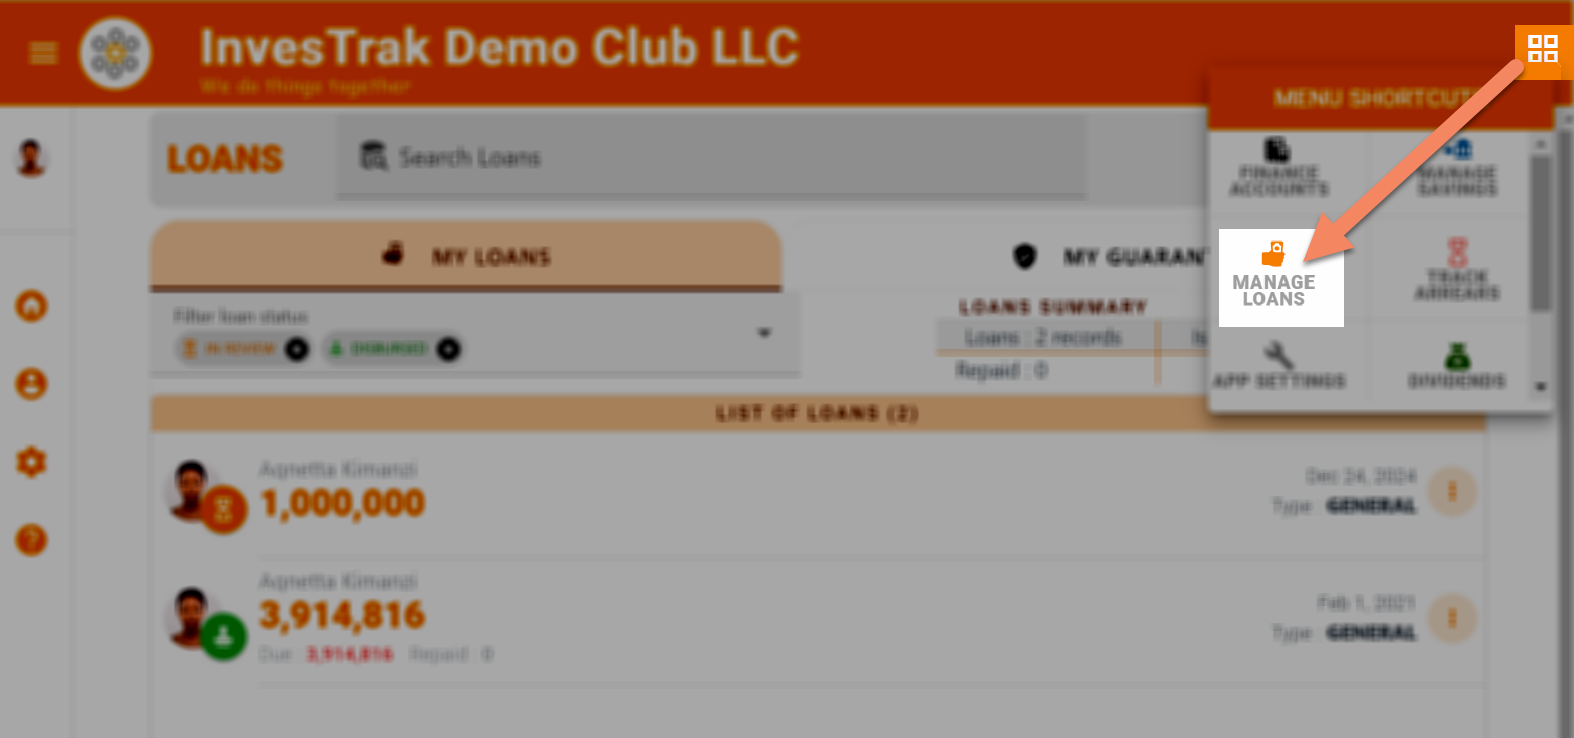 InvesTrak Demo Club LLC
We do things together
MENU SHORTCUTS
LOANS
Search Loans
FINANCE
ACCOUNTS
MANAGE
SAVINGS
MY LOANS
MY GUARAN
MANAGE
LOANS
TRACK
ARREARS
Filter loan status
IN REVIEW
DISBURSED
LOANS SUMMARY
Loans : 2 records
Repaid : 0
APP SETTINGS
DIVIDENDS
LIST OF LOANS (2)
Agnetta Kimanzi
1,000,000
Dec 24, 2024
Type : GENERAL
Agnetta Kimanzi
3,914,816
Due : 3,914,816 Repaid : 0
Feb 1, 2021
Type : GENERAL